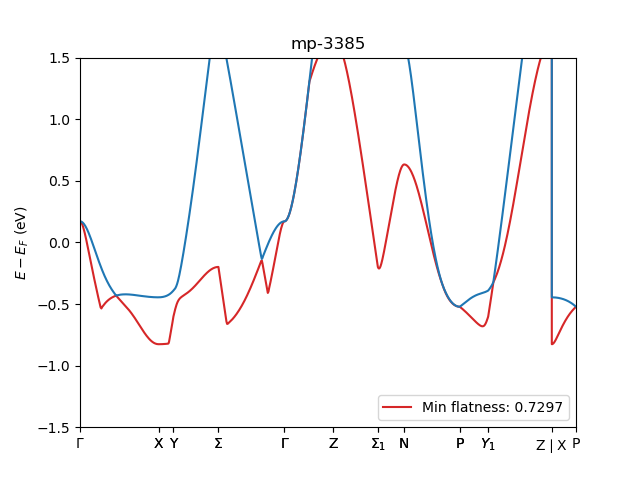 mp-3385
E − E_F (eV)
1.5
1.0
0.5
0.0
−0.5
−1.0
−1.5
Min flatness: 0.7297
Γ X Y Σ Γ Z Σ₁ N P Y₁ Z | X P